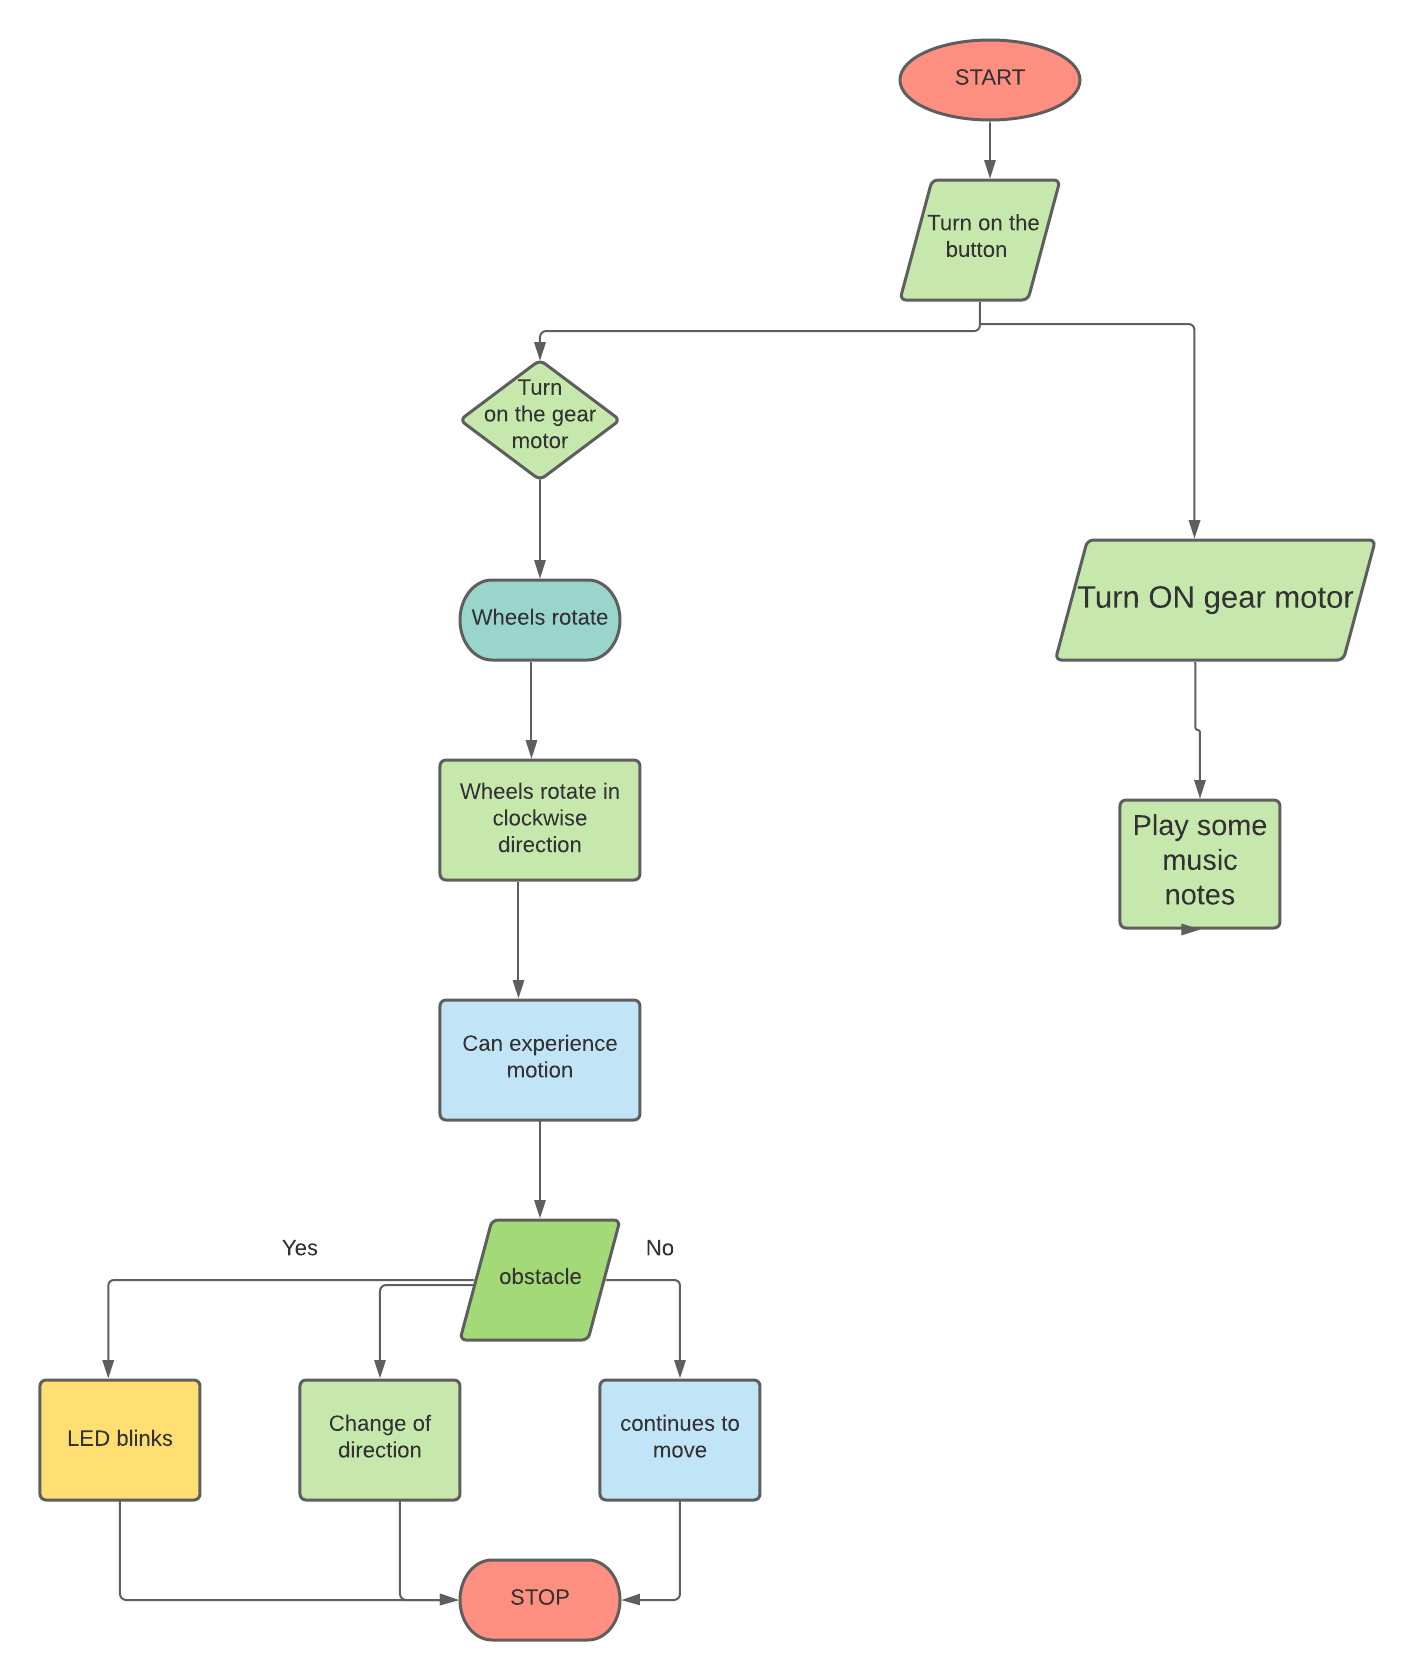 START
Turn on the
button
Turn
on the gear
motor
Turn ON gear motor
Wheels rotate
Wheels rotate in
clockwise
direction
Play some
music
notes
Can experience
motion
Yes
No
obstacle
LED blinks
Change of
direction
continues to
move
STOP